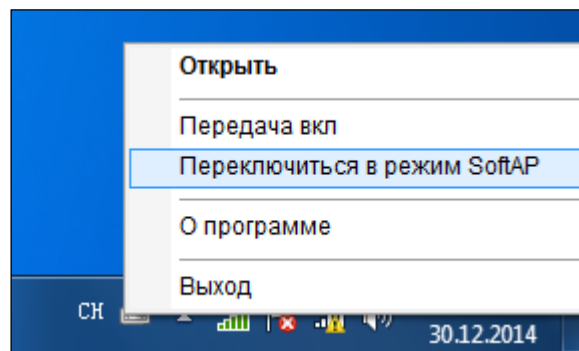 Открыть
Передача вкл
Переключиться в режим SoftAP
О программе
Выход
CH
30.12.2014